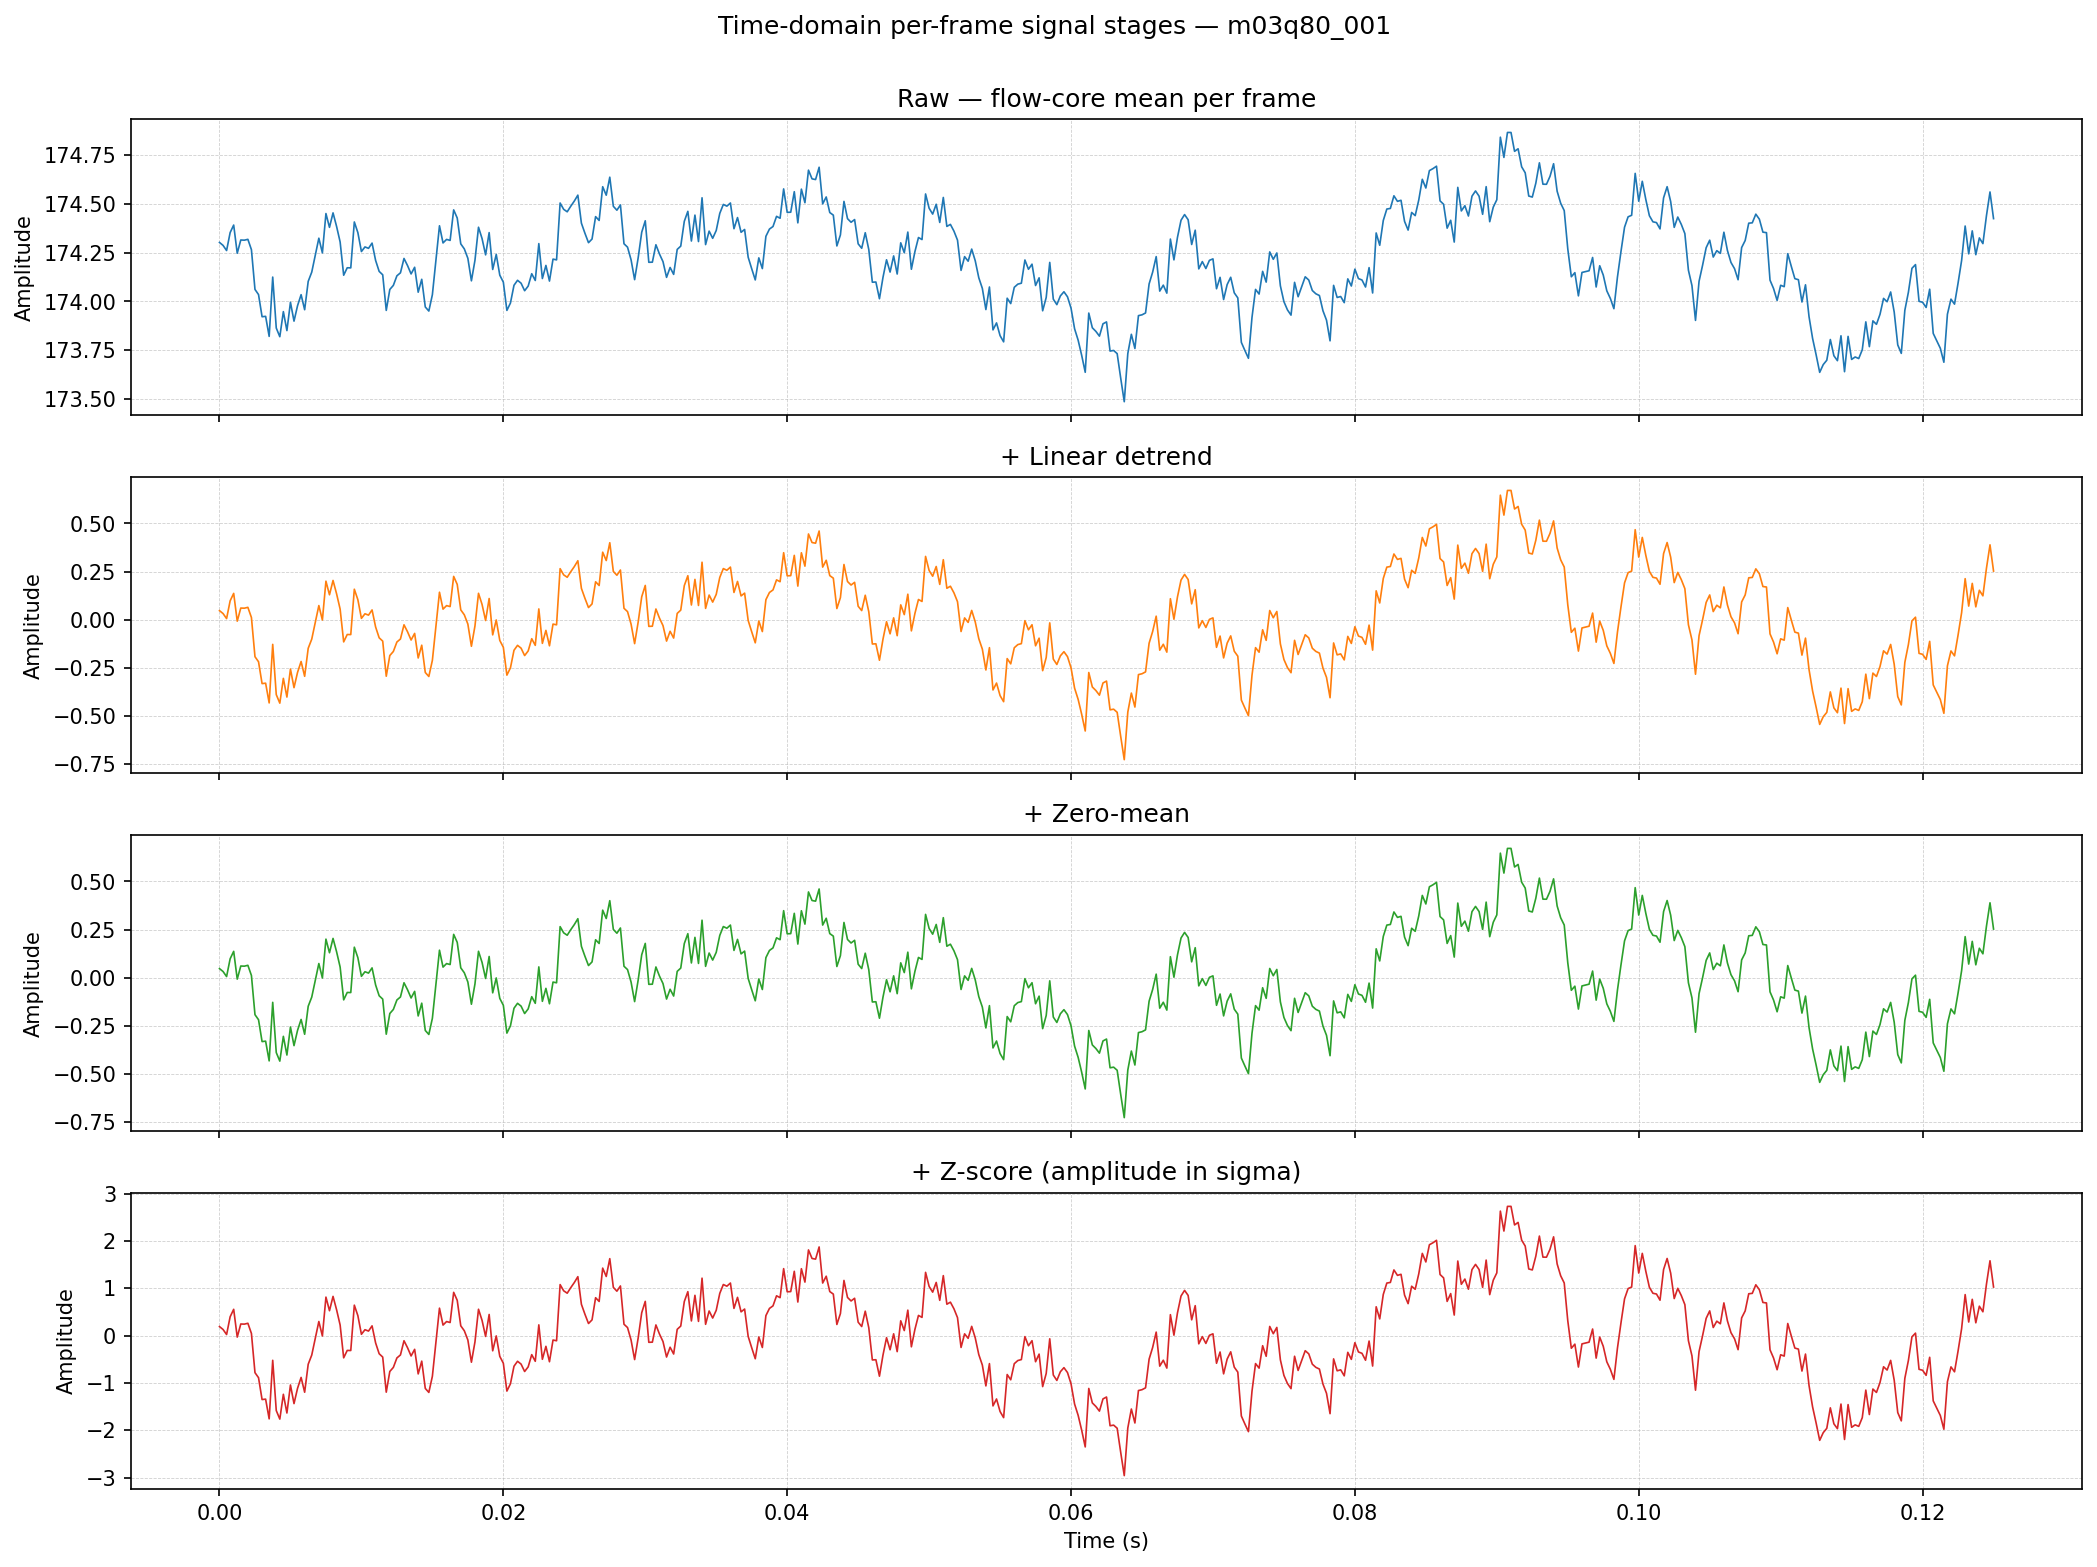 Time-domain per-frame signal stages — m03q80_001
Raw — flow-core mean per frame
Amplitude
174.75
174.50
174.25
174.00
173.75
173.50
+ Linear detrend
Amplitude
0.50
0.25
0.00
−0.25
−0.50
−0.75
+ Zero-mean
Amplitude
0.50
0.25
0.00
−0.25
−0.50
−0.75
+ Z-score (amplitude in sigma)
Amplitude
3
2
1
0
−1
−2
−3
0.00 0.02 0.04 0.06 0.08 0.10 0.12
Time (s)